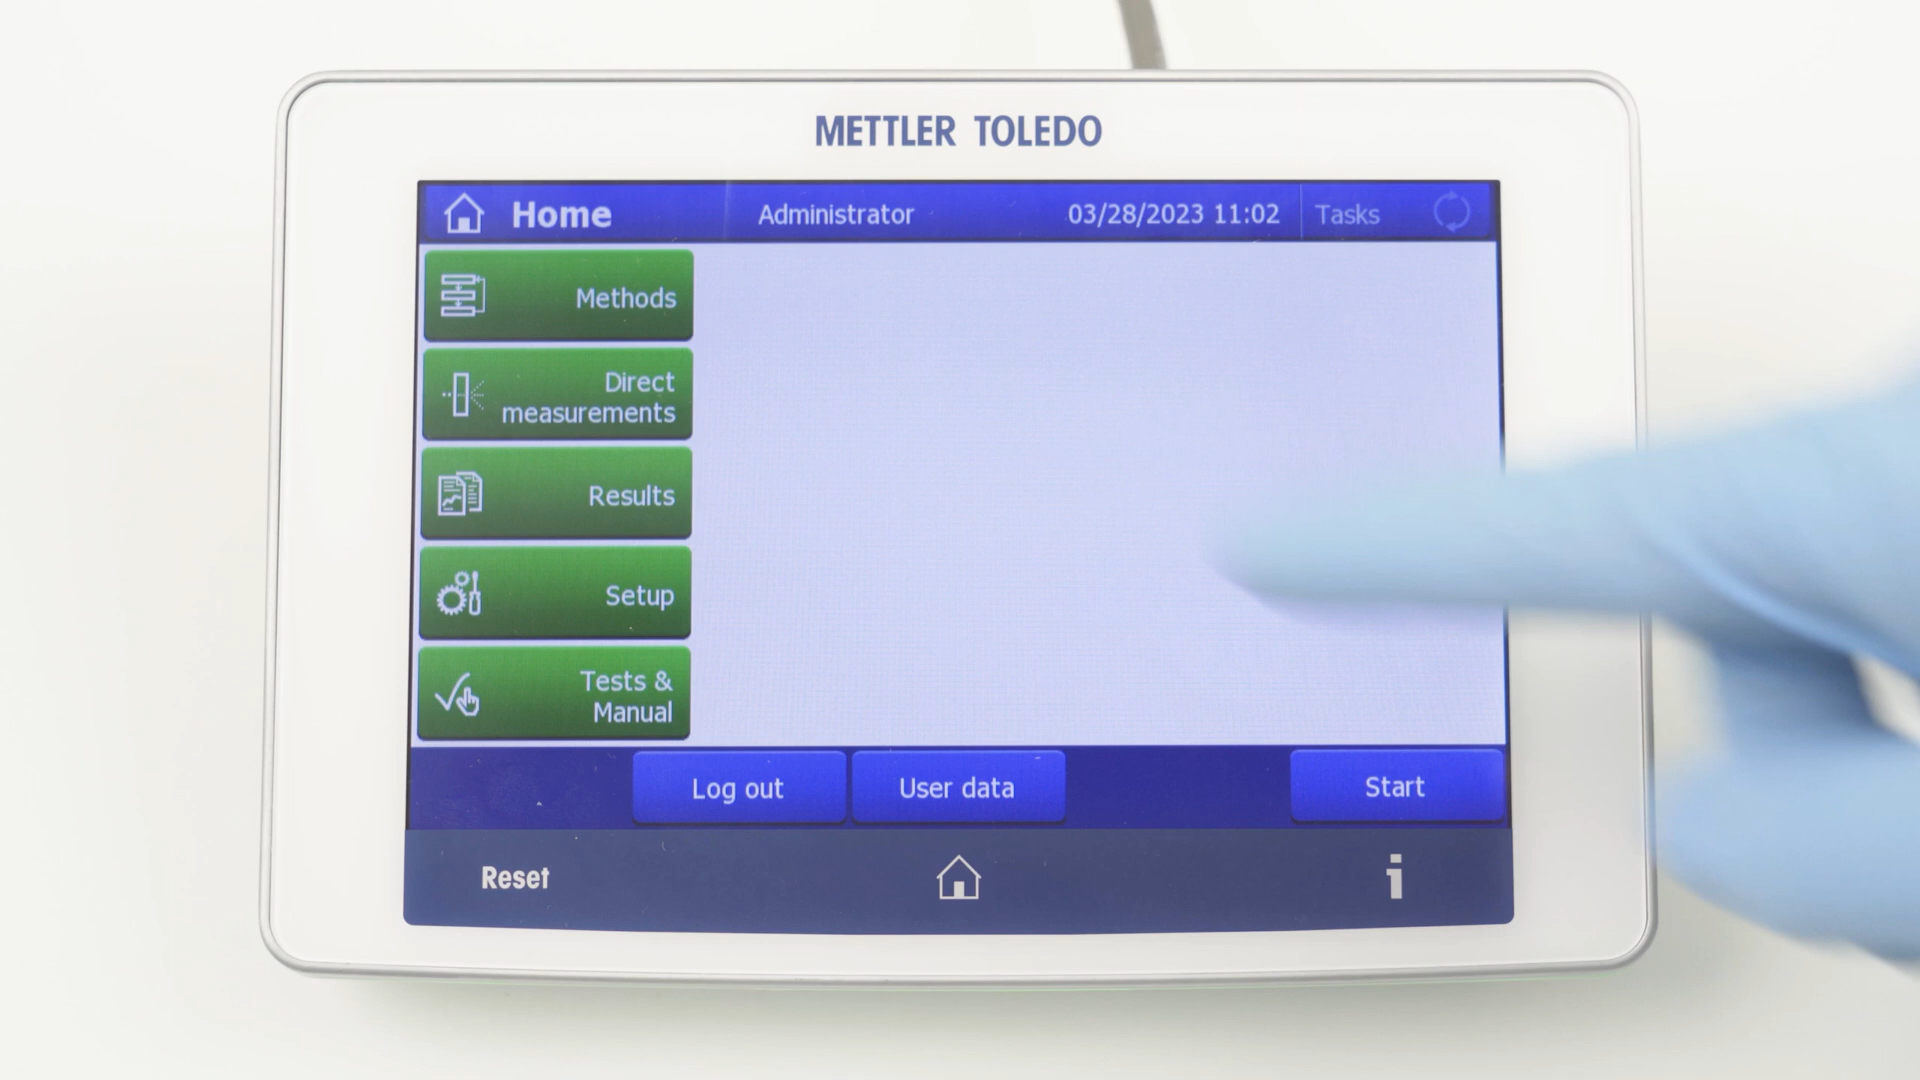 METTLER TOLEDO
Home
Administrator
03/28/2023 11:02
Tasks
Methods
Direct
measurements
Results
Setup
Tests &
Manual
Log out
User data
Start
Reset
i